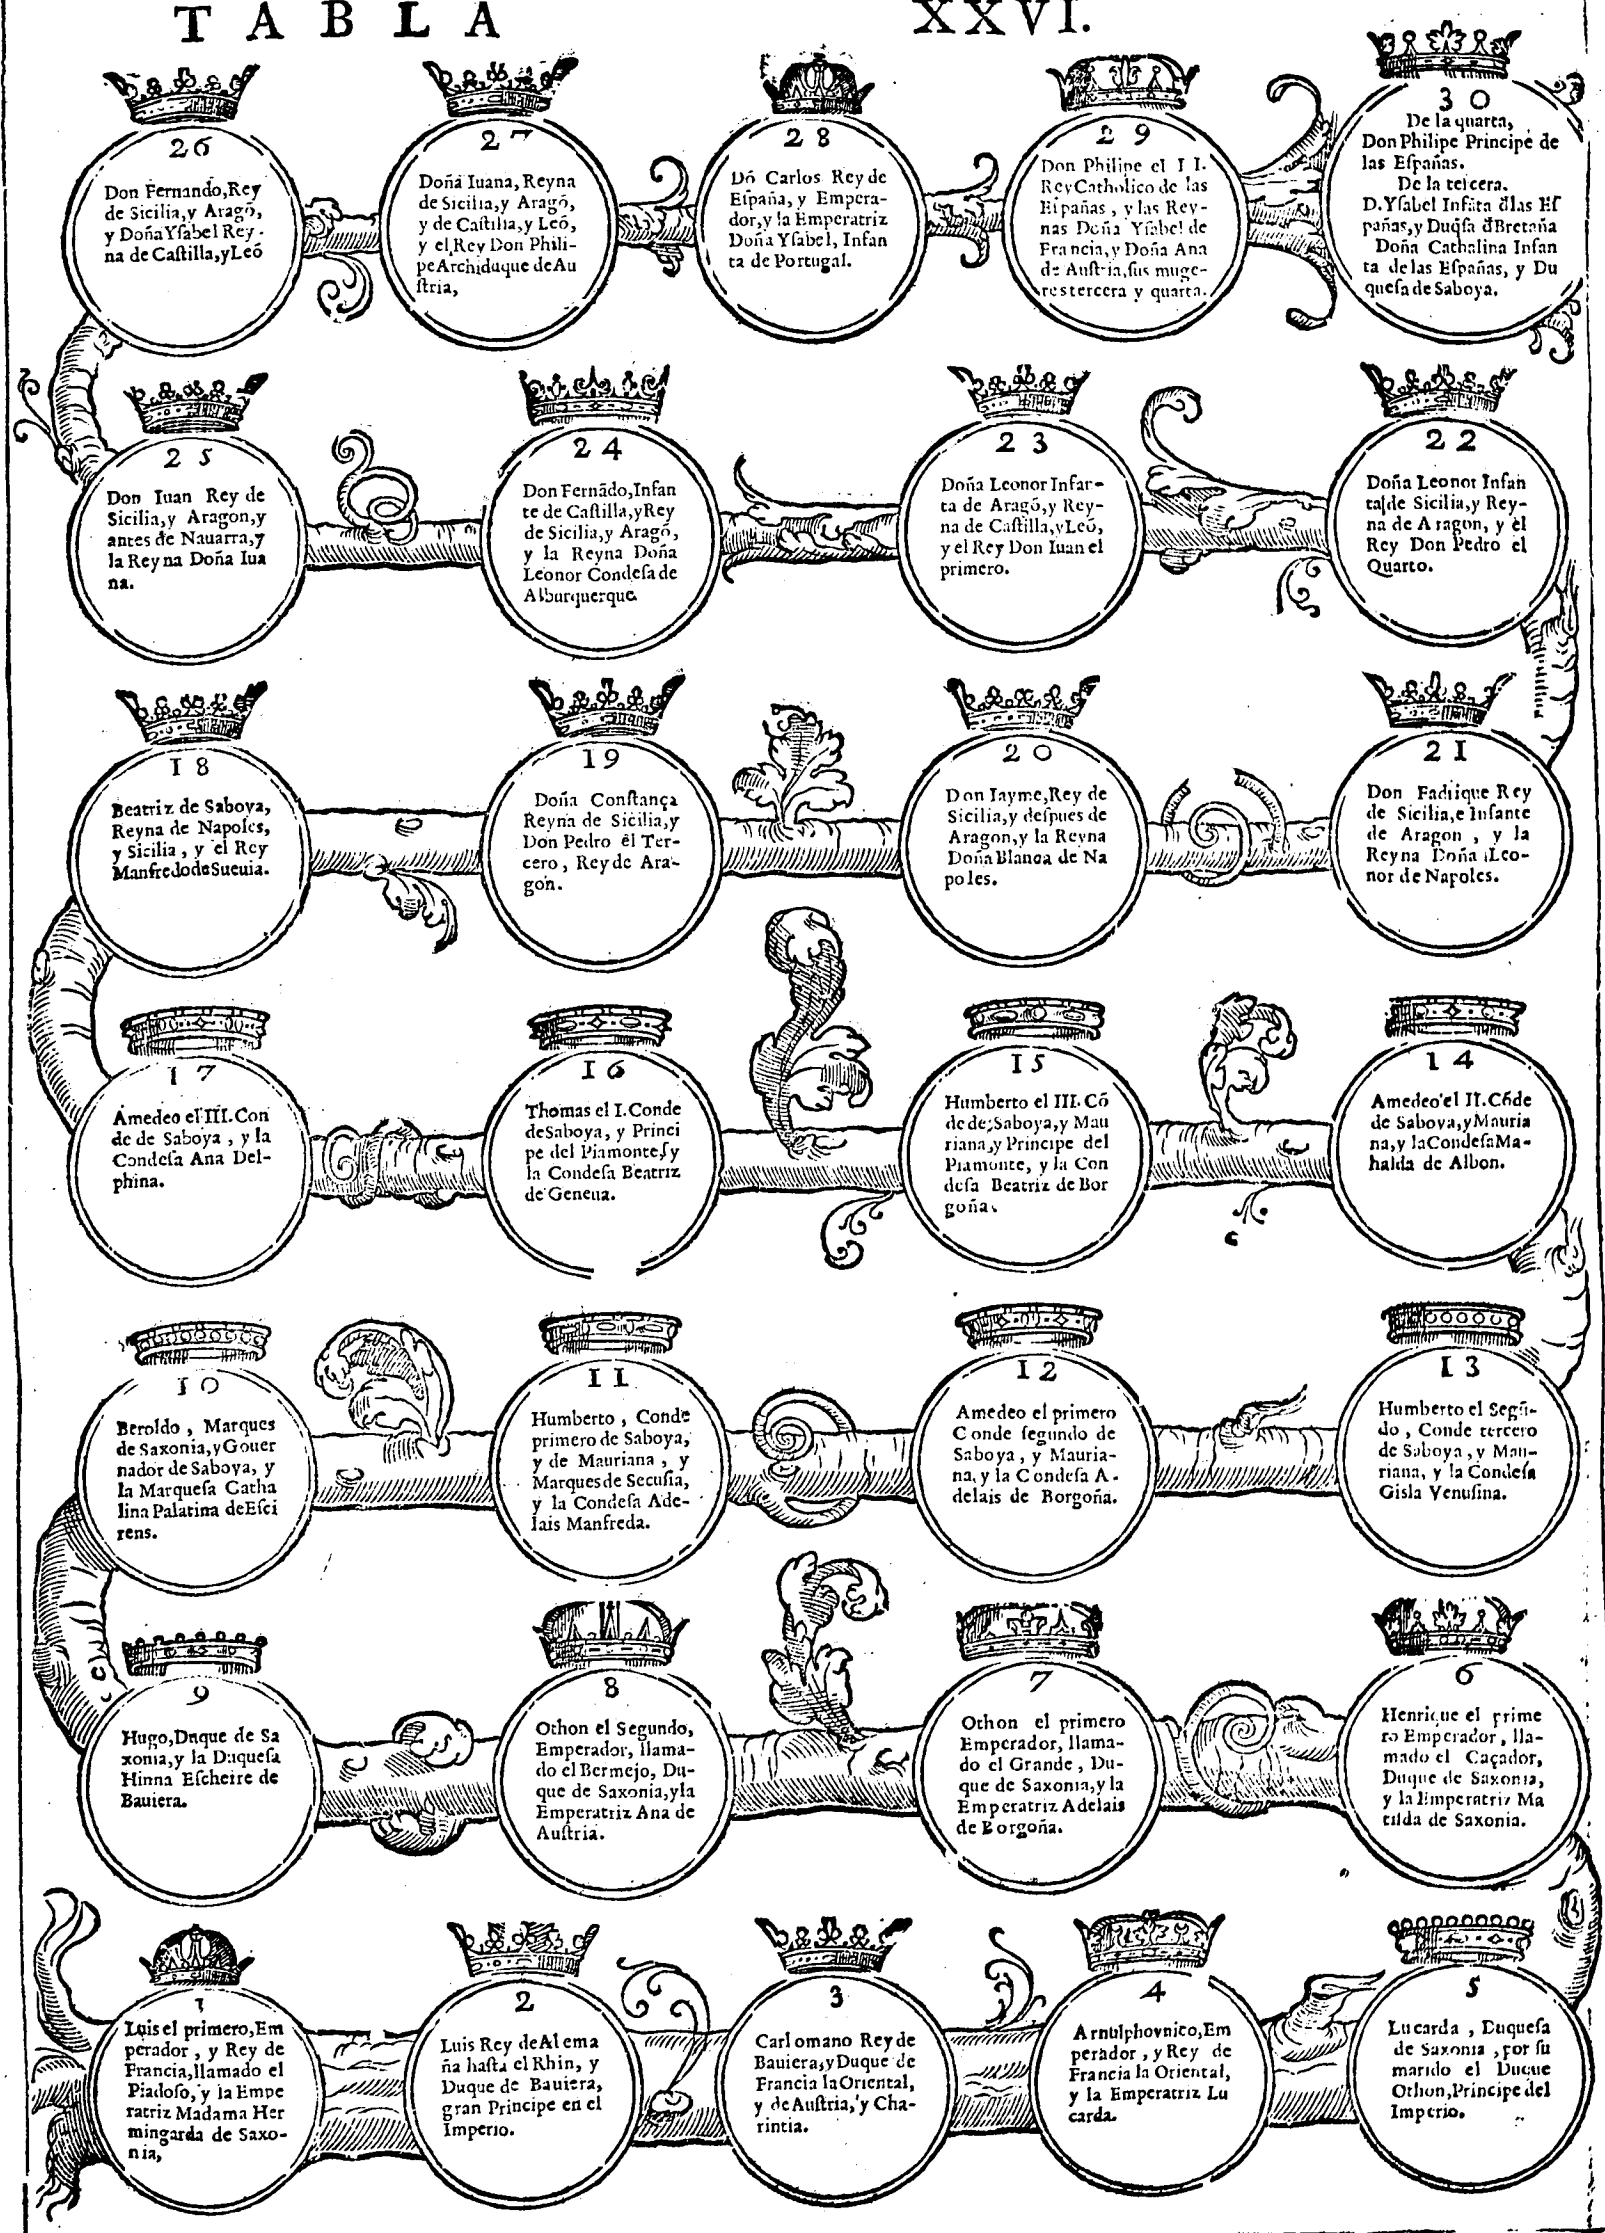 TABLA XXVI.
26
Don Fernando, Rey
de Sicilia, y Aragõ,
y Doña Ysabel Rey-
na de Caſtilla, y Leõ
27
Doña Iuana, Reyna
de Sicilia, y Aragõ,
y de Caſtilla, y Leõ,
y el Rey Don Phili-
pe Archiduque de Au
ſtria,
28
Dõ Carlos Rey de
Eſpaña, y Empera-
dor, y la Emperatriz
Doña Yſabel, Infan
ta de Portugal.
29
Don Philipe el II.
Rey Catholico de las
Eſpañas, y las Rey-
nas Doña Yſabel de
Francia, y Doña Ana
de Auſtria, ſus muge-
res tercera y quarta.
30
De la quarta,
Don Philipe Principe de
las Eſpañas.
De la tercera.
D. Yſabel Infãta đlas Eſ
pañas, y Duq̃ſa đBretaña
Doña Cathalina Infan
ta de las Eſpañas, y Du
queſa de Saboya.
25
Don Iuan Rey de
Sicilia, y Aragon, y
antes de Nauarra, y
la Reyna Doña Iua
na.
24
Don Fernãdo, Infan
te de Caſtilla, y Rey
de Sicilia, y Aragõ,
y la Reyna Doña
Leonor Condeſa de
Alburquerque.
23
Doña Leonor Infan-
ta de Aragõ, y Rey-
na de Caſtilla, y Leõ,
y el Rey Don Iuan el
primero.
22
Doña Leonor Infan
ta de Sicilia, y Rey-
na de Aragon, y el
Rey Don Pedro el
Quarto.
18
Beatriz de Saboya,
Reyna de Napoles,
y Sicilia, y el Rey
Manfredo de Sueuia.
19
Doña Conſtança
Reyna de Sicilia, y
Don Pedro el Ter-
cero, Rey de Ara-
gon.
20
Don Iayme, Rey de
Sicilia, y deſpues de
Aragon, y la Reyna
Doña Blanca de Na
poles.
21
Don Fadrique Rey
de Sicilia, e Infante
de Aragon, y la
Reyna Doña Leo-
nor de Napoles.
17
Amedeo el III. Con
de de Saboya, y la
Condeſa Ana Del-
phina.
16
Thomas el I. Conde
de Saboya, y Princi
pe del Piamonte, y
la Condeſa Beatriz
de Geneua.
15
Humberto el III. Cõ
de de Saboya, y Mau
riana, y Principe del
Piamonte, y la Con
deſa Beatriz de Bor
goña.
14
Amedeo el II. Cõde
de Saboya, y Mauria
na, y la Condeſa Ma-
halda de Albon.
10
Beroldo, Marques
de Saxonia, y Gouer
nador de Saboya, y
la Marqueſa Catha
lina Palatina de Eſci
rens.
11
Humberto, Conde
primero de Saboya,
y de Mauriana, y
Marques de Secuſia,
y la Condeſa Ade-
lais Manfreda.
12
Amedeo el primero
Conde ſegundo de
Saboya, y Mauria-
na, y la Condeſa A-
delais de Borgoña.
13
Humberto el Segũ-
do, Conde tercero
de Saboya, y Mau-
riana, y la Condeſa
Gisla Venuſina.
9
Hugo, Duque de Sa
xonia, y la Duqueſa
Hinna Eſcheire de
Bauiera.
8
Othon el Segundo,
Emperador, llama-
do el Bermejo, Du-
que de Saxonia, y la
Emperatriz Ana de
Auſtria.
7
Othon el primero
Emperador, llama-
do el Grande, Du-
que de Saxonia, y la
Emperatriz Adelais
de Borgoña.
6
Henrique el prime
ro Emperador, lla-
mado el Caçador,
Duque de Saxonia,
y la Emperatriz Ma
tilda de Saxonia.
1
Luis el primero, Em
perador, y Rey de
Francia, llamado el
Piadoſo, y la Empe
ratriz Madama Her
mingarda de Saxo-
nia,
2
Luis Rey de Alema
ña haſta el Rhin, y
Duque de Bauiera,
gran Principe en el
Imperio.
3
Carlomano Rey de
Bauiera, y Duque de
Francia la Oriental,
y de Auſtria, y Cha-
rintia.
4
Arnulpho vnico, Em
perador, y Rey de
Francia la Oriental,
y la Emperatriz Lu
carda.
5
Lucarda, Duqueſa
de Saxonia, por ſu
marido el Duque
Othon, Principe del
Imperio.